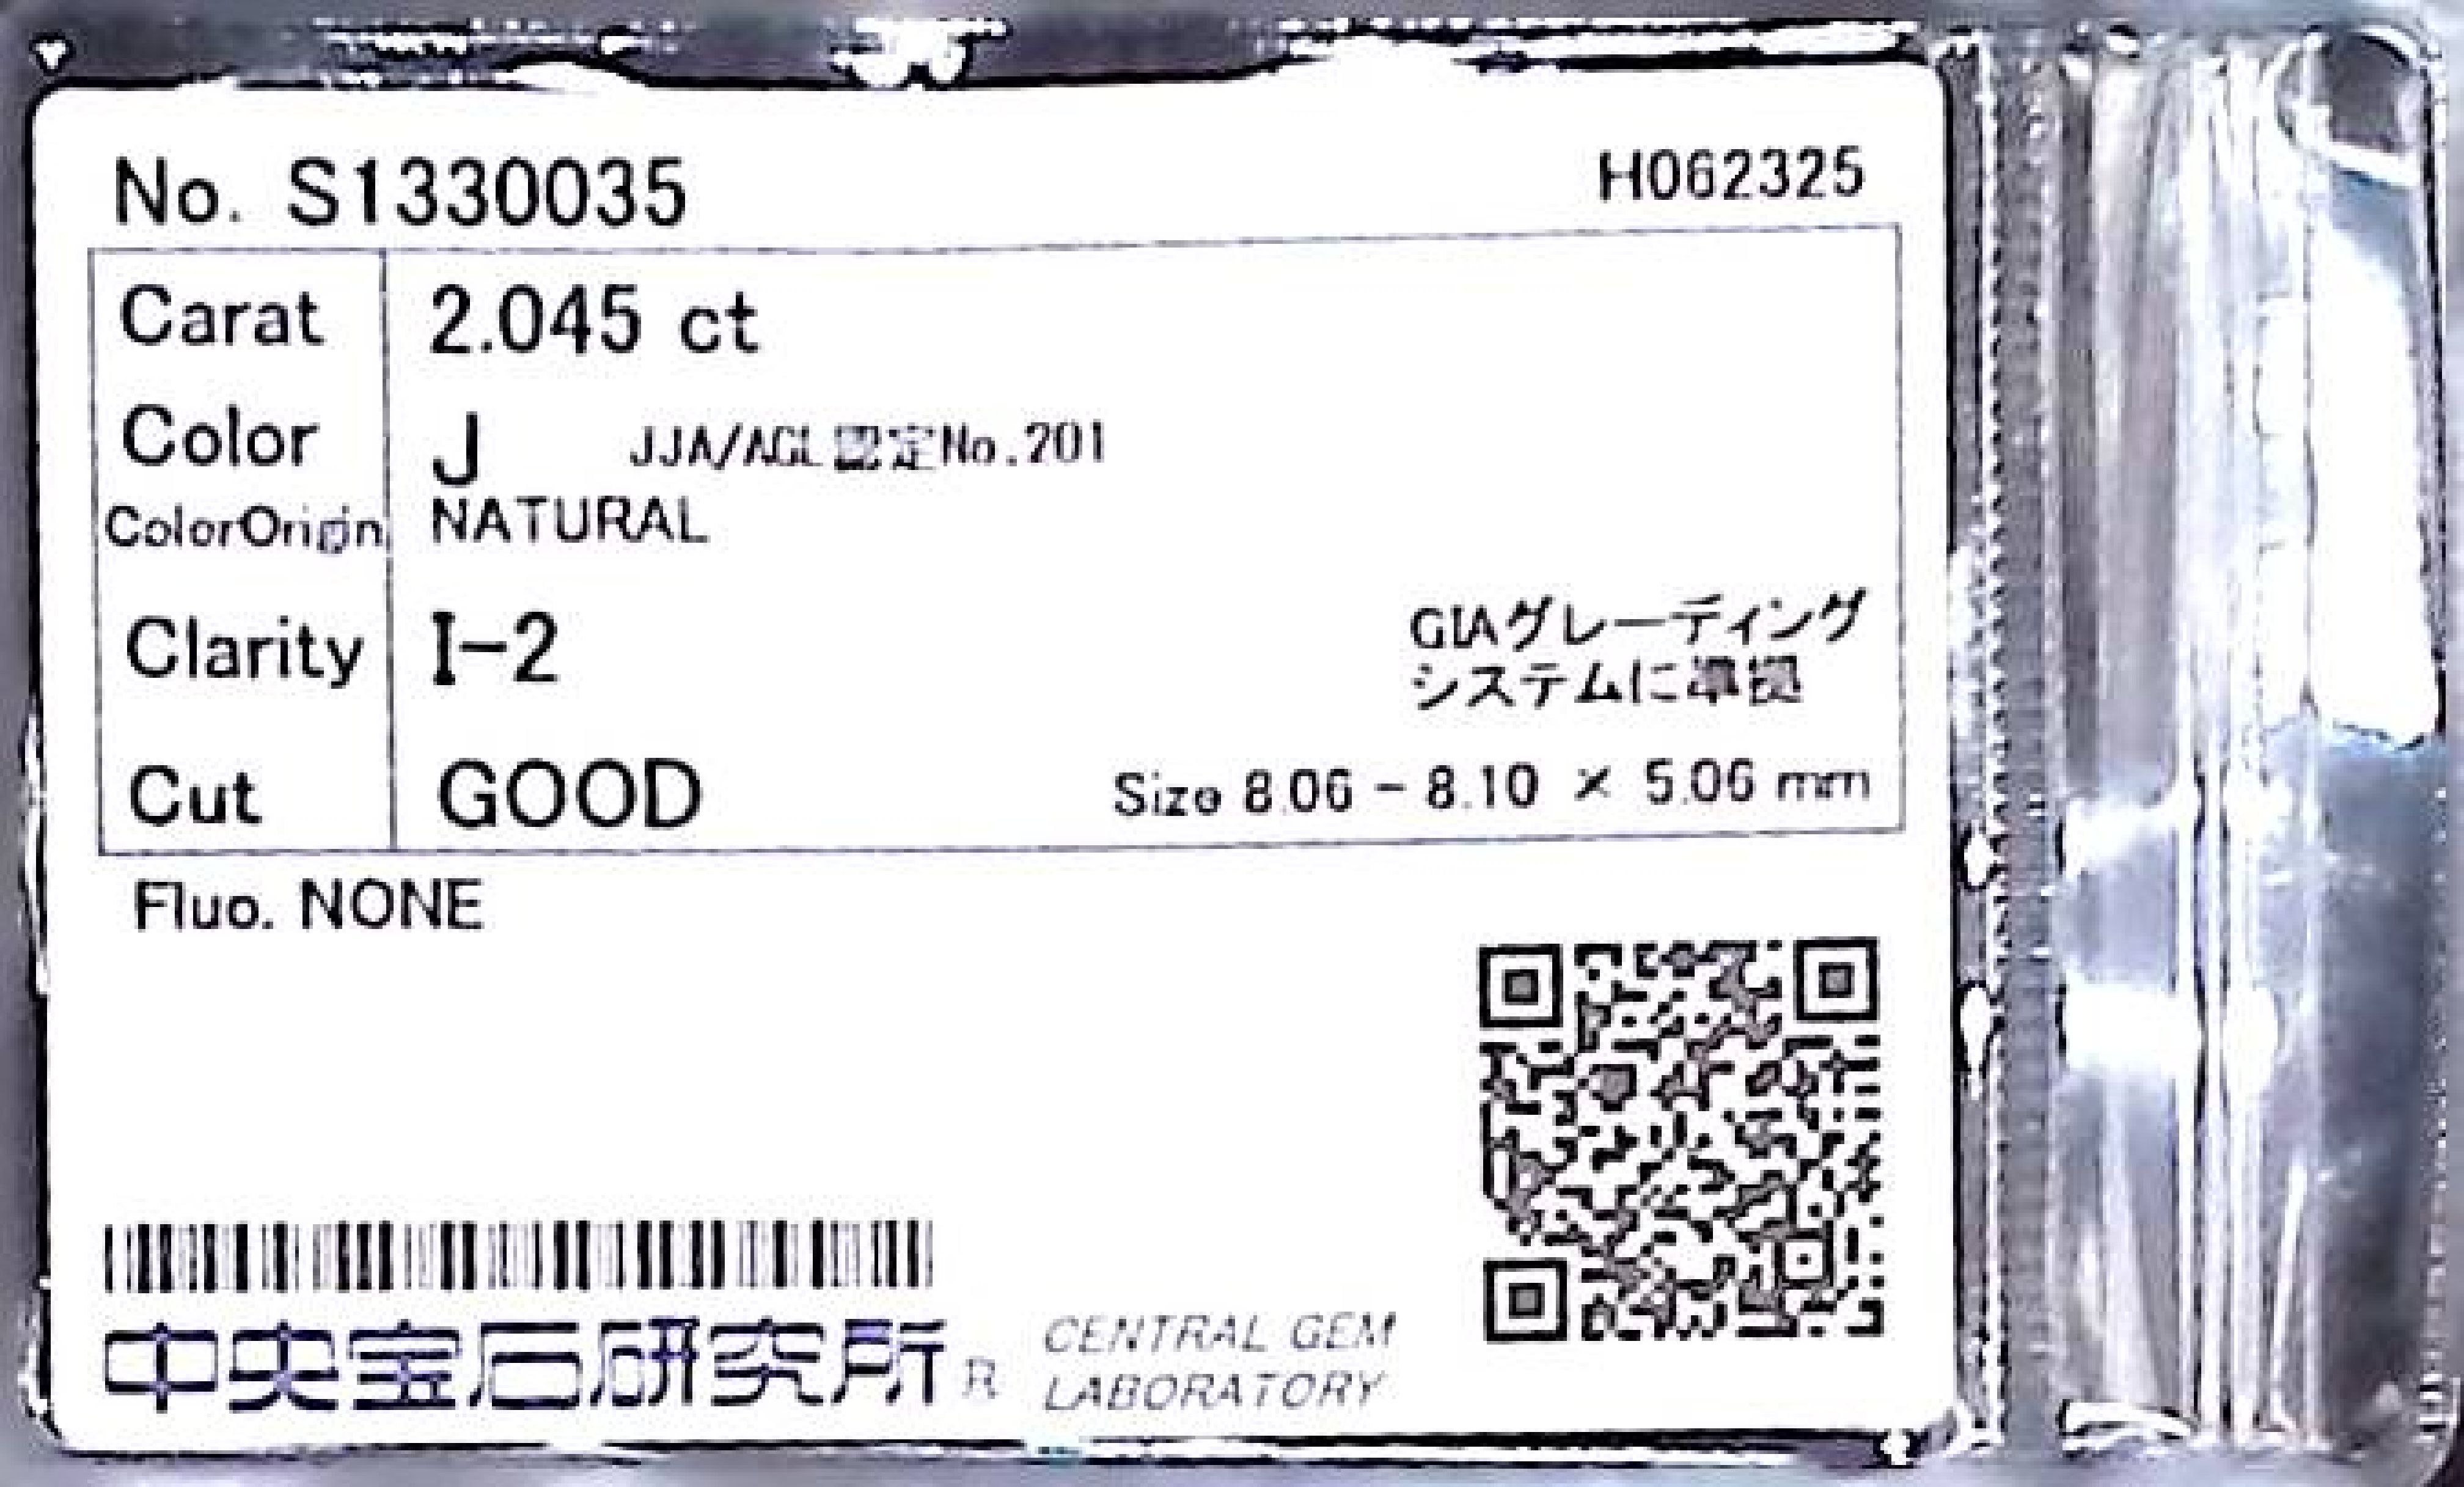 No. S1330035 H062325
Carat 2.045 ct
Color J JJA/AGL認定No.201
ColorOrigin NATURAL
Clarity I-2
GIAグレーディング
システムに準拠
Cut GOOD Size 8.06 - 8.10 × 5.06 mm
Fluo. NONE
中央宝石研究所 R
CENTRAL GEM
LABORATORY